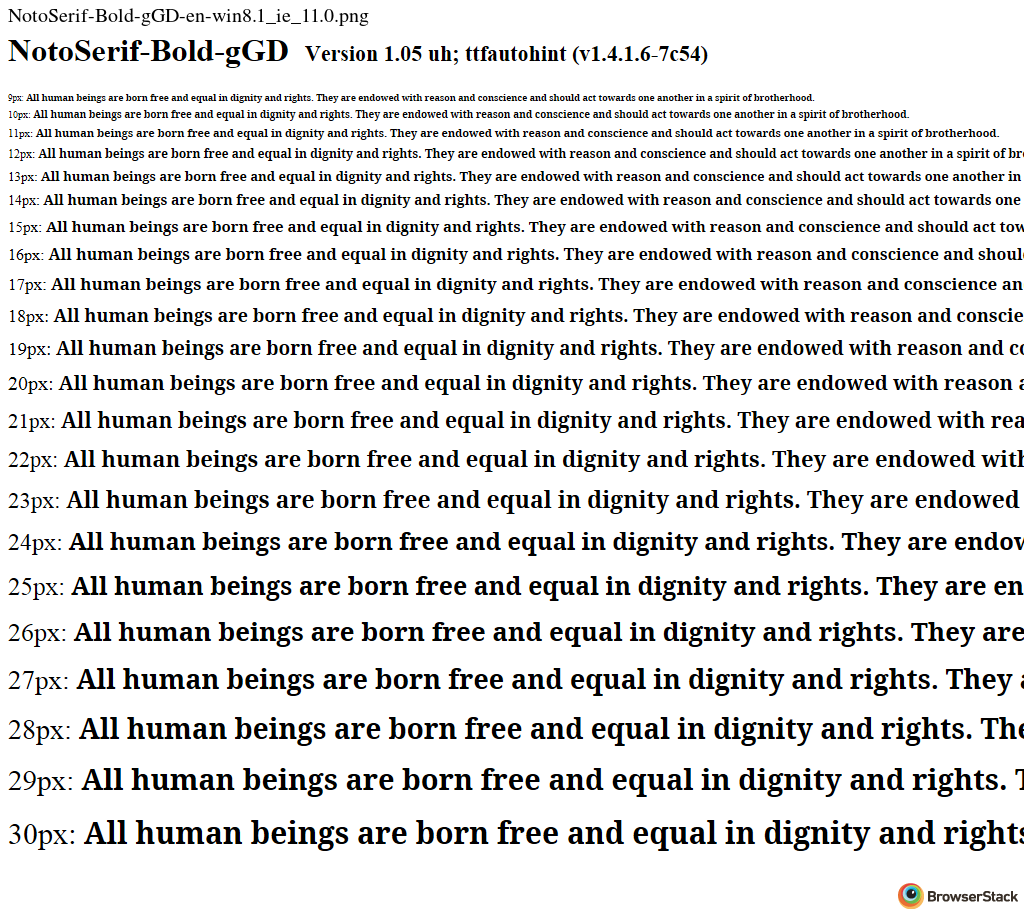 NotoSerif-Bold-gGD-en-win8.1_ie_11.0.png
NotoSerif-Bold-gGD Version 1.05 uh; ttfautohint (v1.4.1.6-7c54)
9px: All human beings are born free and equal in dignity and rights. They are endowed with reason and conscience and should act towards one another in a spirit of brotherhood.
10px: All human beings are born free and equal in dignity and rights. They are endowed with reason and conscience and should act towards one another in a spirit of brotherhood.
11px: All human beings are born free and equal in dignity and rights. They are endowed with reason and conscience and should act towards one another in a spirit of brotherhood.
12px: All human beings are born free and equal in dignity and rights. They are endowed with reason and conscience and should act towards one another in a spirit of br
13px: All human beings are born free and equal in dignity and rights. They are endowed with reason and conscience and should act towards one another in
14px: All human beings are born free and equal in dignity and rights. They are endowed with reason and conscience and should act towards one
15px: All human beings are born free and equal in dignity and rights. They are endowed with reason and conscience and should act tow
16px: All human beings are born free and equal in dignity and rights. They are endowed with reason and conscience and shoul
17px: All human beings are born free and equal in dignity and rights. They are endowed with reason and conscience an
18px: All human beings are born free and equal in dignity and rights. They are endowed with reason and conscie
19px: All human beings are born free and equal in dignity and rights. They are endowed with reason and co
20px: All human beings are born free and equal in dignity and rights. They are endowed with reason a
21px: All human beings are born free and equal in dignity and rights. They are endowed with rea
22px: All human beings are born free and equal in dignity and rights. They are endowed with
23px: All human beings are born free and equal in dignity and rights. They are endowed
24px: All human beings are born free and equal in dignity and rights. They are endow
25px: All human beings are born free and equal in dignity and rights. They are en
26px: All human beings are born free and equal in dignity and rights. They are
27px: All human beings are born free and equal in dignity and rights. They a
28px: All human beings are born free and equal in dignity and rights. The
29px: All human beings are born free and equal in dignity and rights. T
30px: All human beings are born free and equal in dignity and rights
BrowserStack